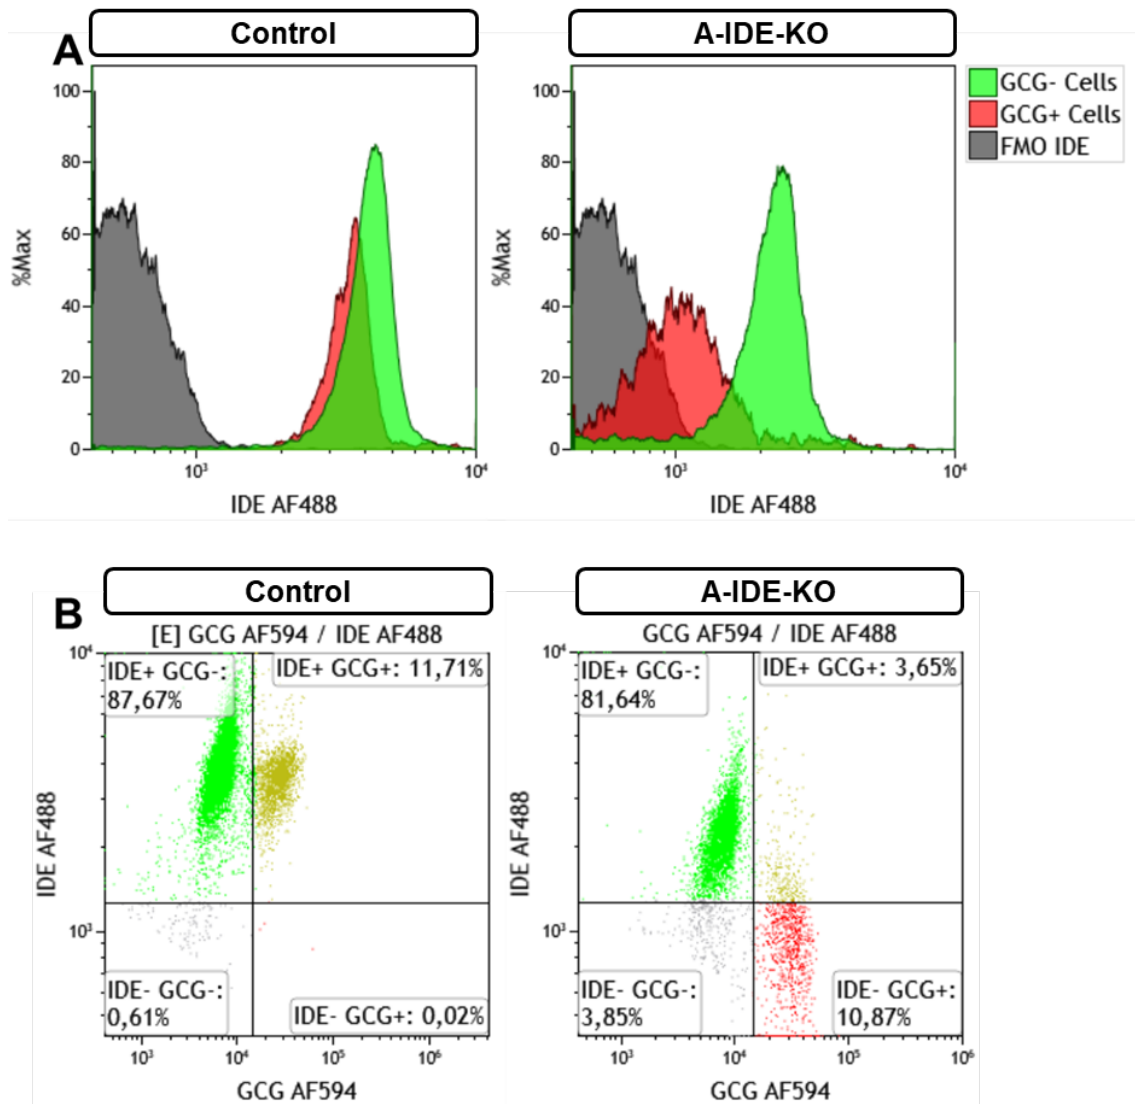 A
Control
A-IDE-KO
100
80
60
40
20
0
%Max
10³
10⁴
IDE AF488
100
80
60
40
20
0
%Max
10³
10⁴
IDE AF488
GCG- Cells
GCG+ Cells
FMO IDE
B
Control
A-IDE-KO
[E] GCG AF594 / IDE AF488
10⁴
IDE+ GCG-:
87,67%
IDE+ GCG+: 11,71%
IDE AF488
10³
IDE- GCG-:
0,61%
IDE- GCG+: 0,02%
10³
10⁴
10⁵
10⁶
GCG AF594
GCG AF594 / IDE AF488
10⁴
IDE+ GCG-:
81,64%
IDE+ GCG+: 3,65%
IDE AF488
10³
IDE- GCG-:
3,85%
IDE- GCG+:
10,87%
10³
10⁴
10⁵
10⁶
GCG AF594